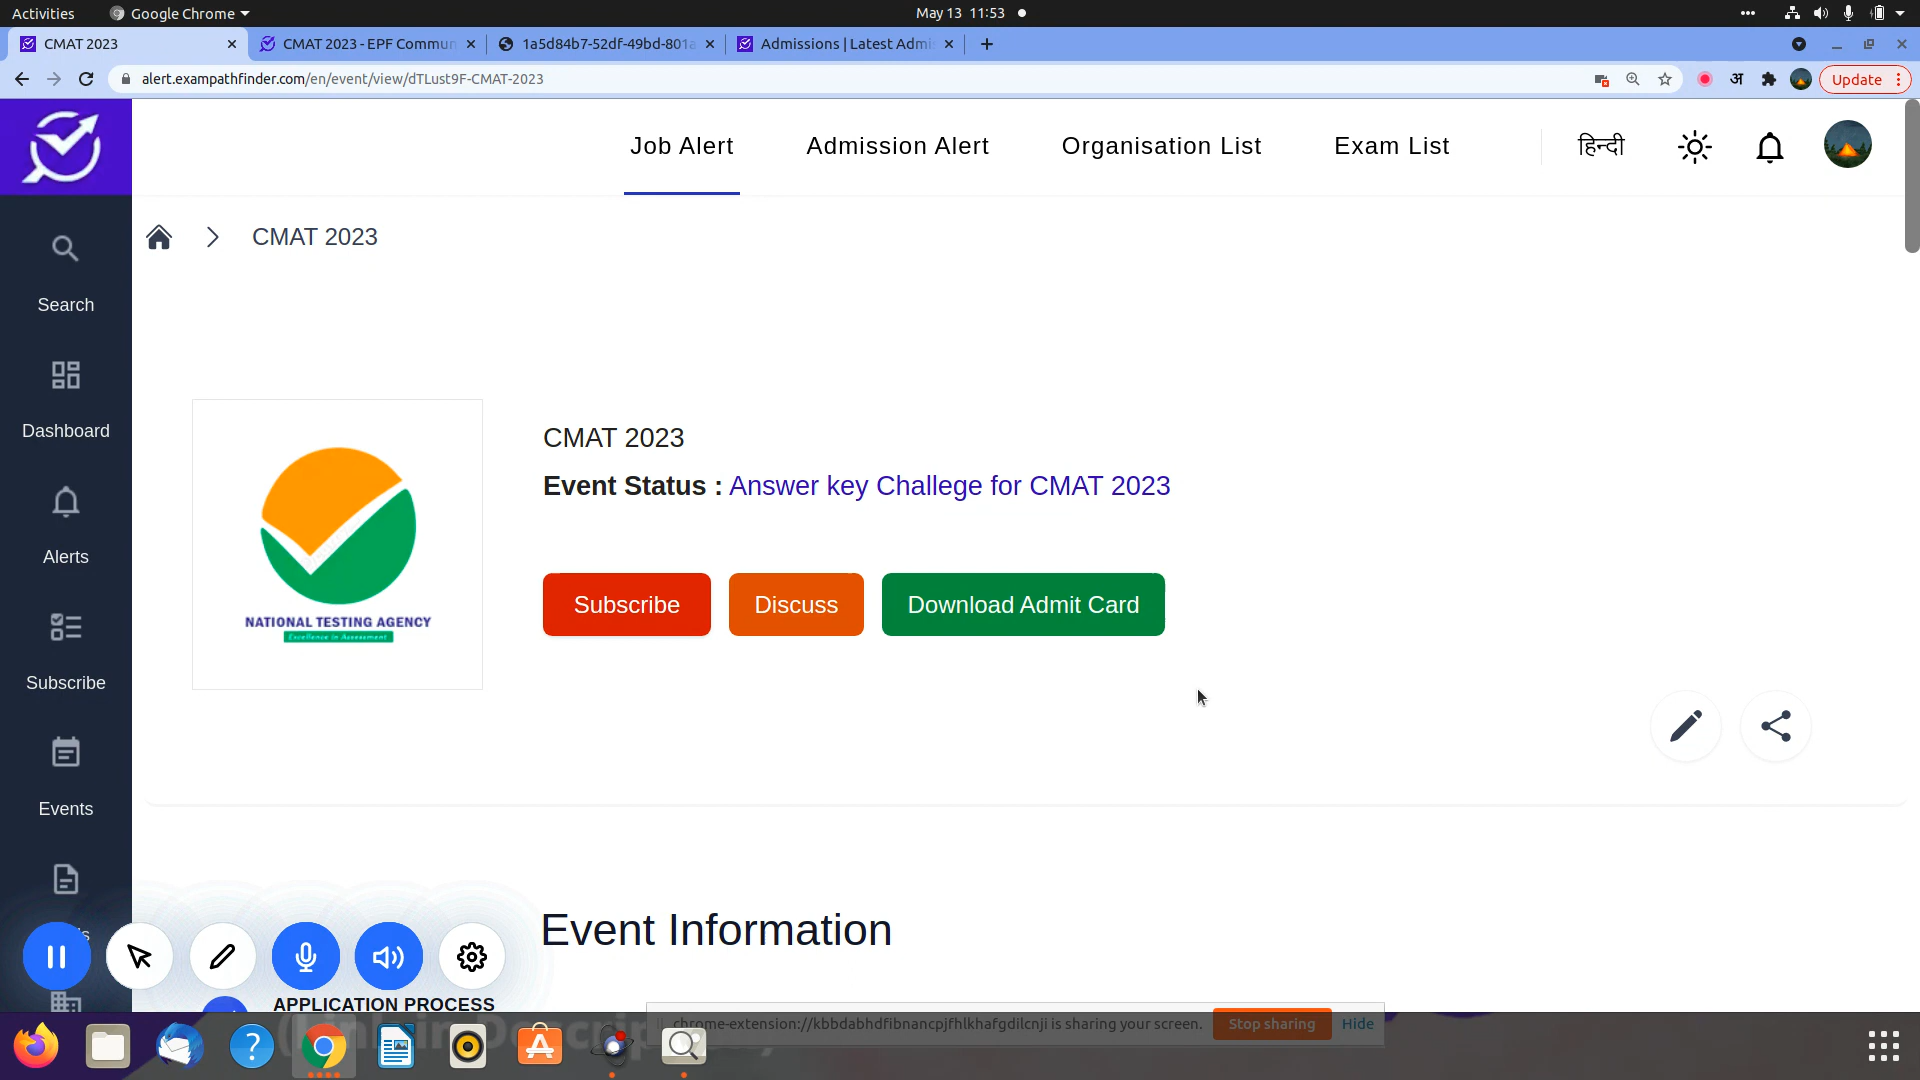 Activities
Google Chrome
May 13 11:53
CMAT 2023
CMAT 2023 - EPF Commun
1a5d84b7-52df-49bd-801a
Admissions | Latest Admi
alert.exampathfinder.com/en/event/view/dTLust9F-CMAT-2023
अ
Update
Job Alert
Admission Alert
Organisation List
Exam List
हिन्दी
CMAT 2023
Search
Dashboard
Alerts
Subscribe
Events
NATIONAL TESTING AGENCY
Excellence in Assessment
CMAT 2023
Event Status : Answer key Challege for CMAT 2023
Subscribe
Discuss
Download Admit Card
Event Information
APPLICATION PROCESS
chrome-extension://kbbdabhdfibnancpjfhlkhafgdilcnji is sharing your screen.
Stop sharing
Hide